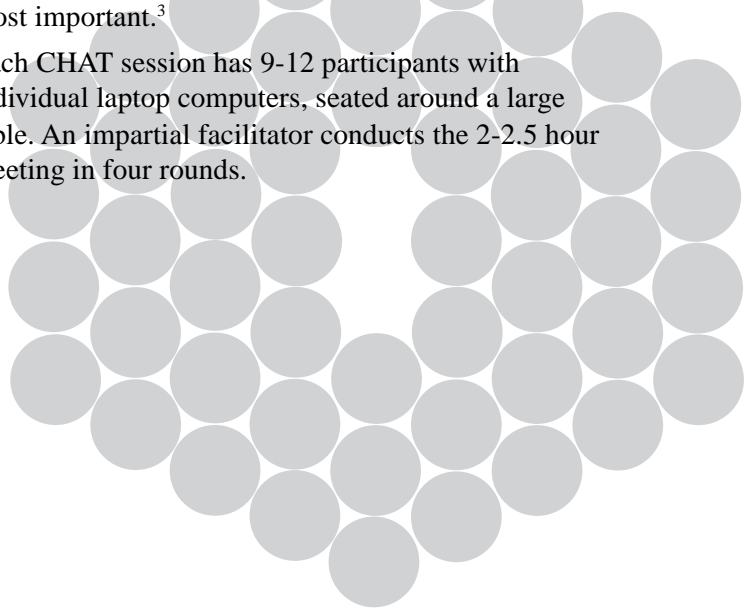 ost important.³
ch CHAT session has 9-12 participants with
dividual laptop computers, seated around a large
ble. An impartial facilitator conducts the 2-2.5 hour
eeting in four rounds.